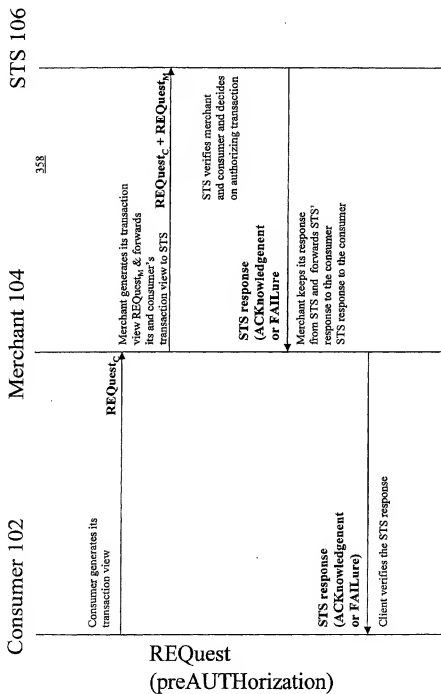 Consumer 102
Merchant 104
STS 106
358
Consumer generates its
transaction view
REQuest_C
Merchant generates its transaction
view REQuest_M & forwards
its and consumer's
transaction view to STS
REQuest_C + REQuest_M
STS verifies merchant
and consumer and decides
on authorizing transaction
STS response
(ACKnowledgenent
or FAILure
Merchant keeps its response
from STS and forwards STS'
response to the consumer
STS response to the consumer
STS response
(ACKnowledgenent
or FAILure)
Client verifies the STS response
REQuest
(preAUTHorization)